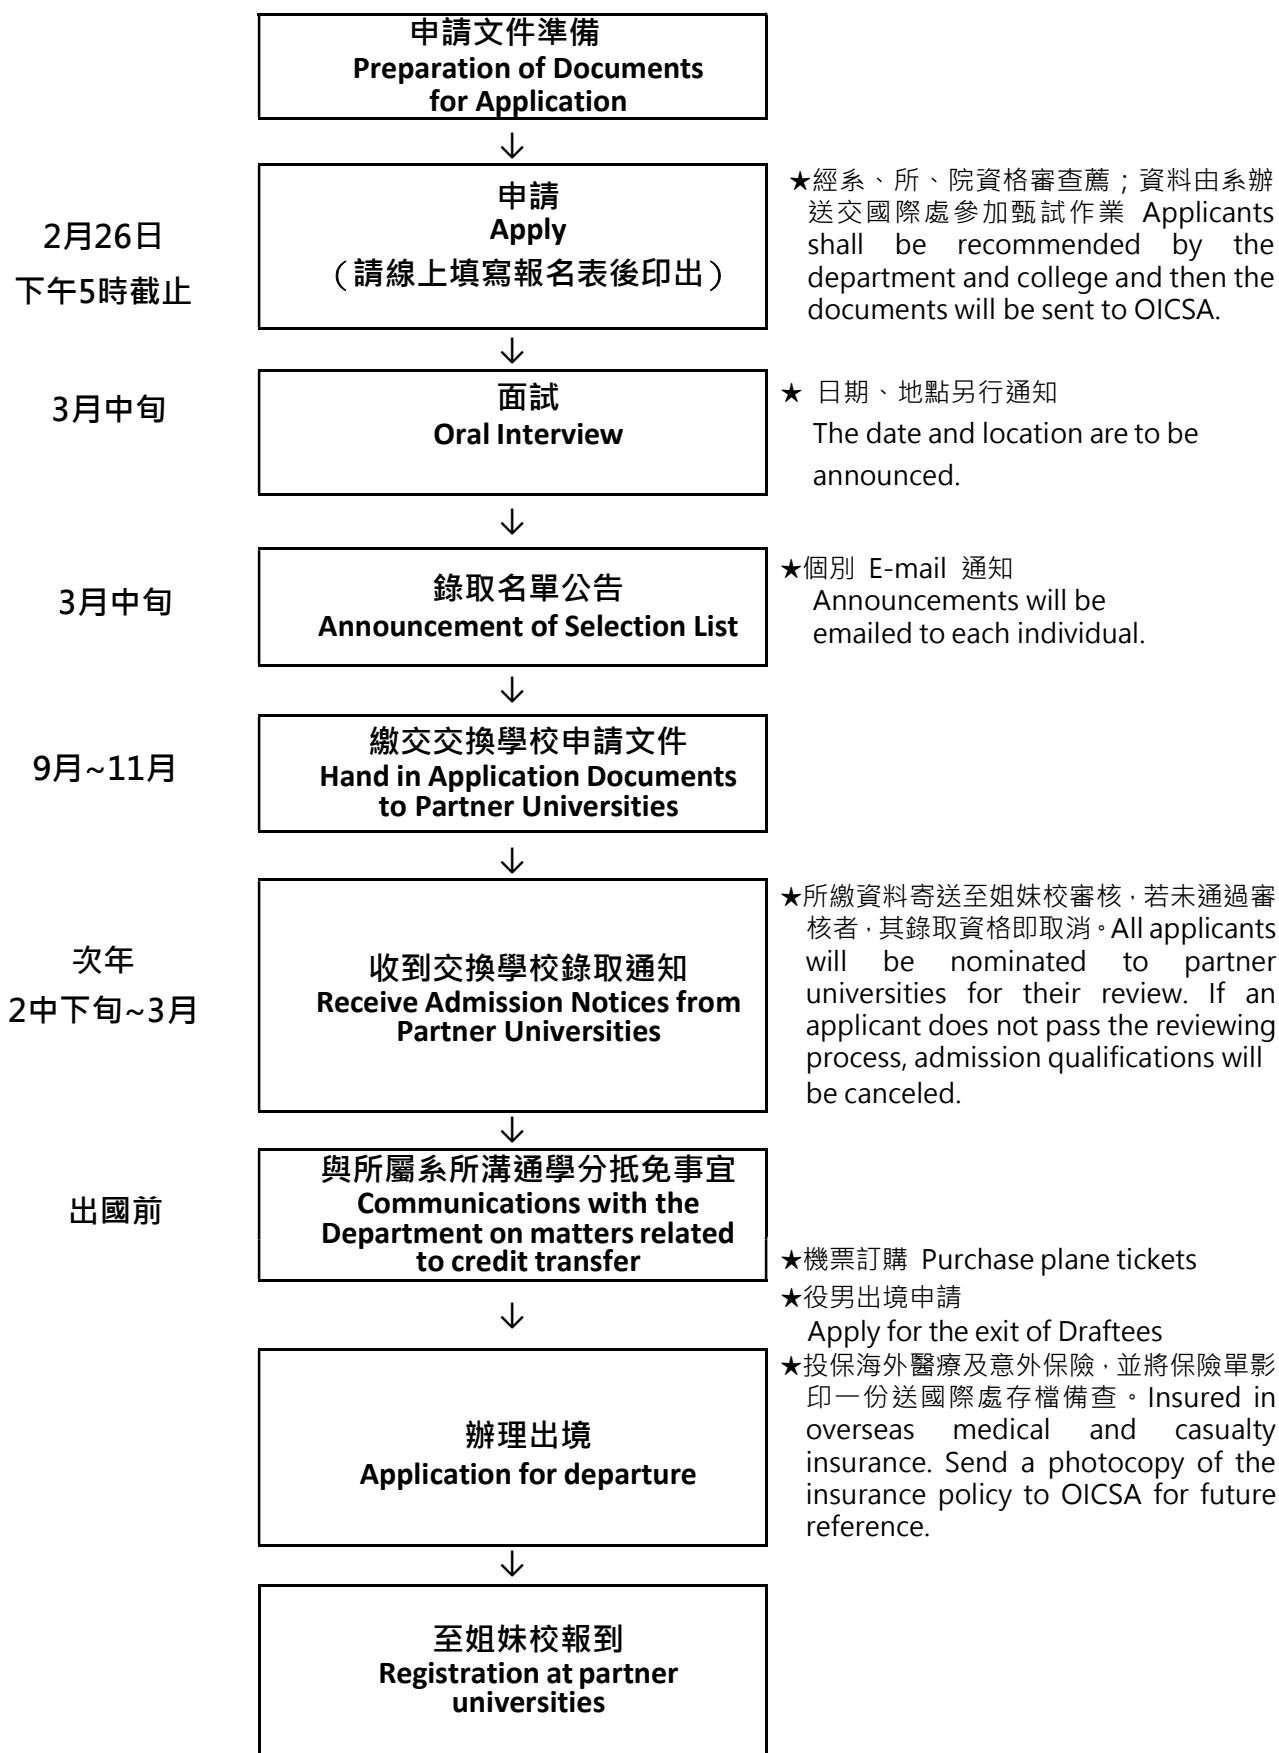 申請文件準備
Preparation of Documents
for Application
↓
2月26日
下午5時截止
申請
Apply
（請線上填寫報名表後印出）
★經系、所、院資格審查薦；資料由系辦
送交國際處參加甄試作業 Applicants
shall be recommended by the
department and college and then the
documents will be sent to OICSA.
↓
3月中旬
面試
Oral Interview
★ 日期、地點另行通知
The date and location are to be
announced.
↓
3月中旬
錄取名單公告
Announcement of Selection List
★個別 E-mail 通知
Announcements will be
emailed to each individual.
↓
9月~11月
繳交交換學校申請文件
Hand in Application Documents
to Partner Universities
↓
次年
2中下旬~3月
收到交換學校錄取通知
Receive Admission Notices from
Partner Universities
★所繳資料寄送至姐妹校審核，若未通過審
核者，其錄取資格即取消。All applicants
will be nominated to partner
universities for their review. If an
applicant does not pass the reviewing
process, admission qualifications will
be canceled.
↓
出國前
與所屬系所溝通學分抵免事宜
Communications with the
Department on matters related
to credit transfer
↓
辦理出境
Application for departure
★機票訂購 Purchase plane tickets
★役男出境申請
Apply for the exit of Draftees
★投保海外醫療及意外保險，並將保險單影
印一份送國際處存檔備查。Insured in
overseas medical and casualty
insurance. Send a photocopy of the
insurance policy to OICSA for future
reference.
↓
至姐妹校報到
Registration at partner
universities